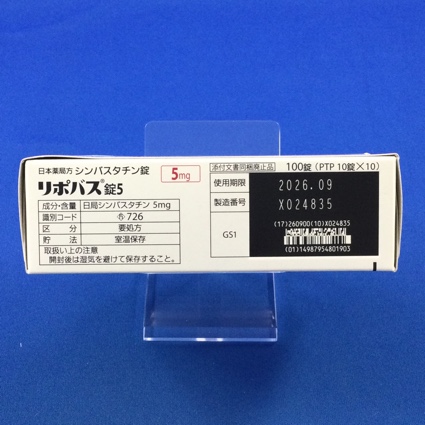 日本薬局方 シンバスタチン錠
リポバス®錠5
5mg
成分・含量 日局シンバスタチン 5mg
識別コード 726
区 分 要処方
貯 法 室温保存
取扱い上の注意
開封後は湿気を避けて保存すること。
添付文書同梱廃止品 100錠 (PTP 10錠×10)
使用期限 2026.09
製造番号 X024835
GS1
(17)260900(10)X024835
(01)14987954801903